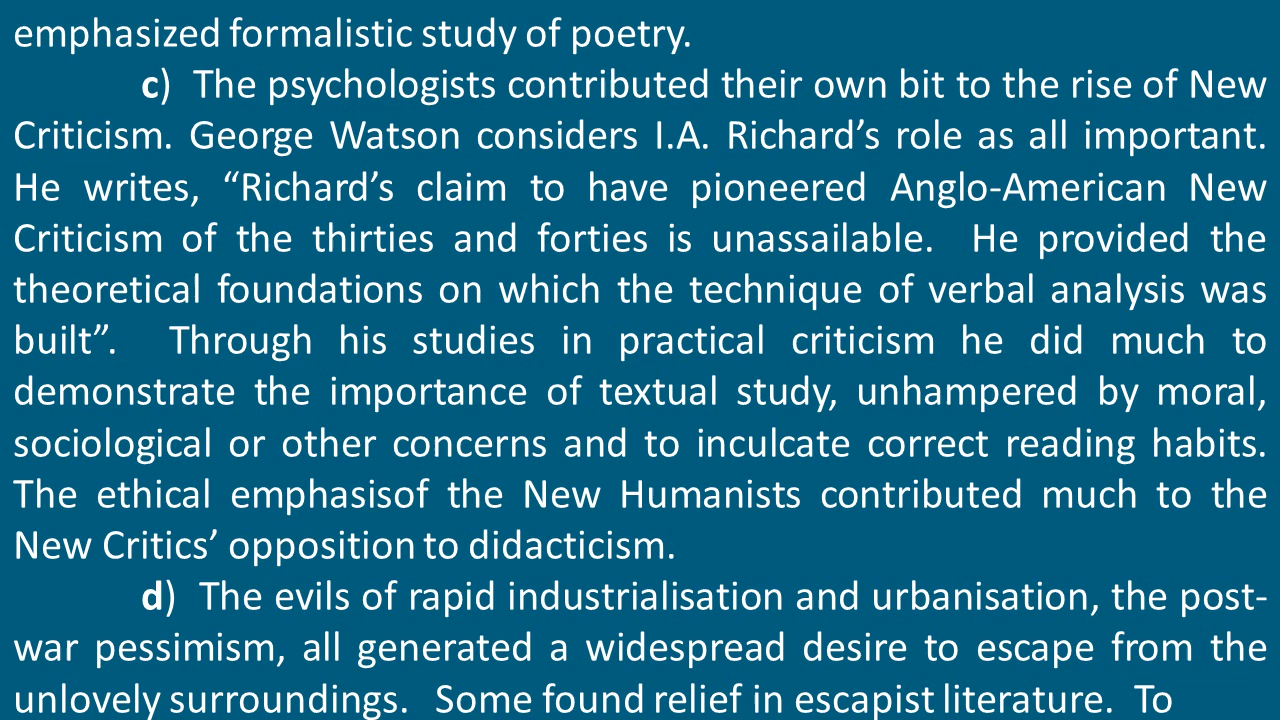 emphasized formalistic study of poetry.
c) The psychologists contributed their own bit to the rise of New
Criticism. George Watson considers I.A. Richard’s role as all important.
He writes, “Richard’s claim to have pioneered Anglo-American New
Criticism of the thirties and forties is unassailable. He provided the
theoretical foundations on which the technique of verbal analysis was
built”. Through his studies in practical criticism he did much to
demonstrate the importance of textual study, unhampered by moral,
sociological or other concerns and to inculcate correct reading habits.
The ethical emphasisof the New Humanists contributed much to the
New Critics’ opposition to didacticism.
d) The evils of rapid industrialisation and urbanisation, the post-
war pessimism, all generated a widespread desire to escape from the
unlovely surroundings. Some found relief in escapist literature. To